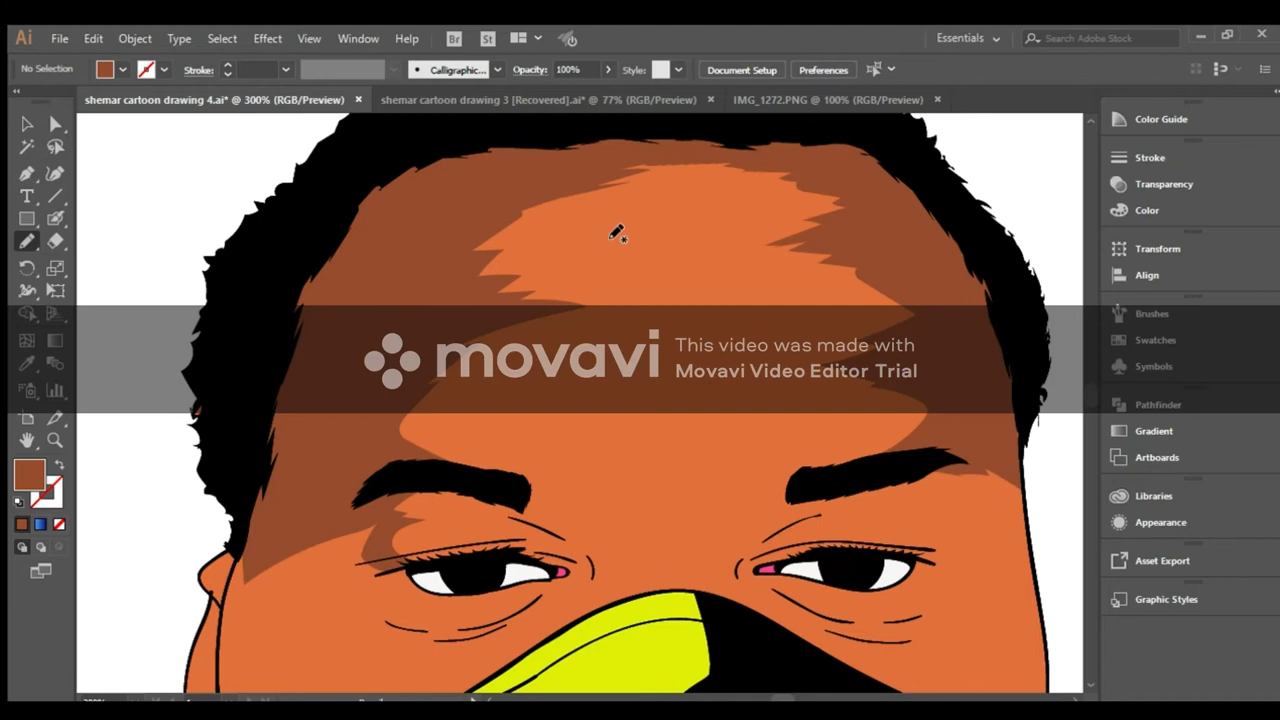 Ai File Edit Object Type Select Effect View Window Help Br St Essentials Search Adobe Stock
No Selection Stroke: Calligraphic... Opacity: 100% Style: Document Setup Preferences
shemar cartoon drawing 4.ai* @ 300% (RGB/Preview) × shemar cartoon drawing 3 [Recovered].ai* @ 77% (RGB/Preview) × IMG_1272.PNG @ 100% (RGB/Preview) ×
Color Guide
Stroke
Transparency
Color
Transform
Align
Brushes
Swatches
Symbols
Pathfinder
Gradient
Artboards
Libraries
Appearance
Asset Export
Graphic Styles
movavi
This video was made with
Movavi Video Editor Trial